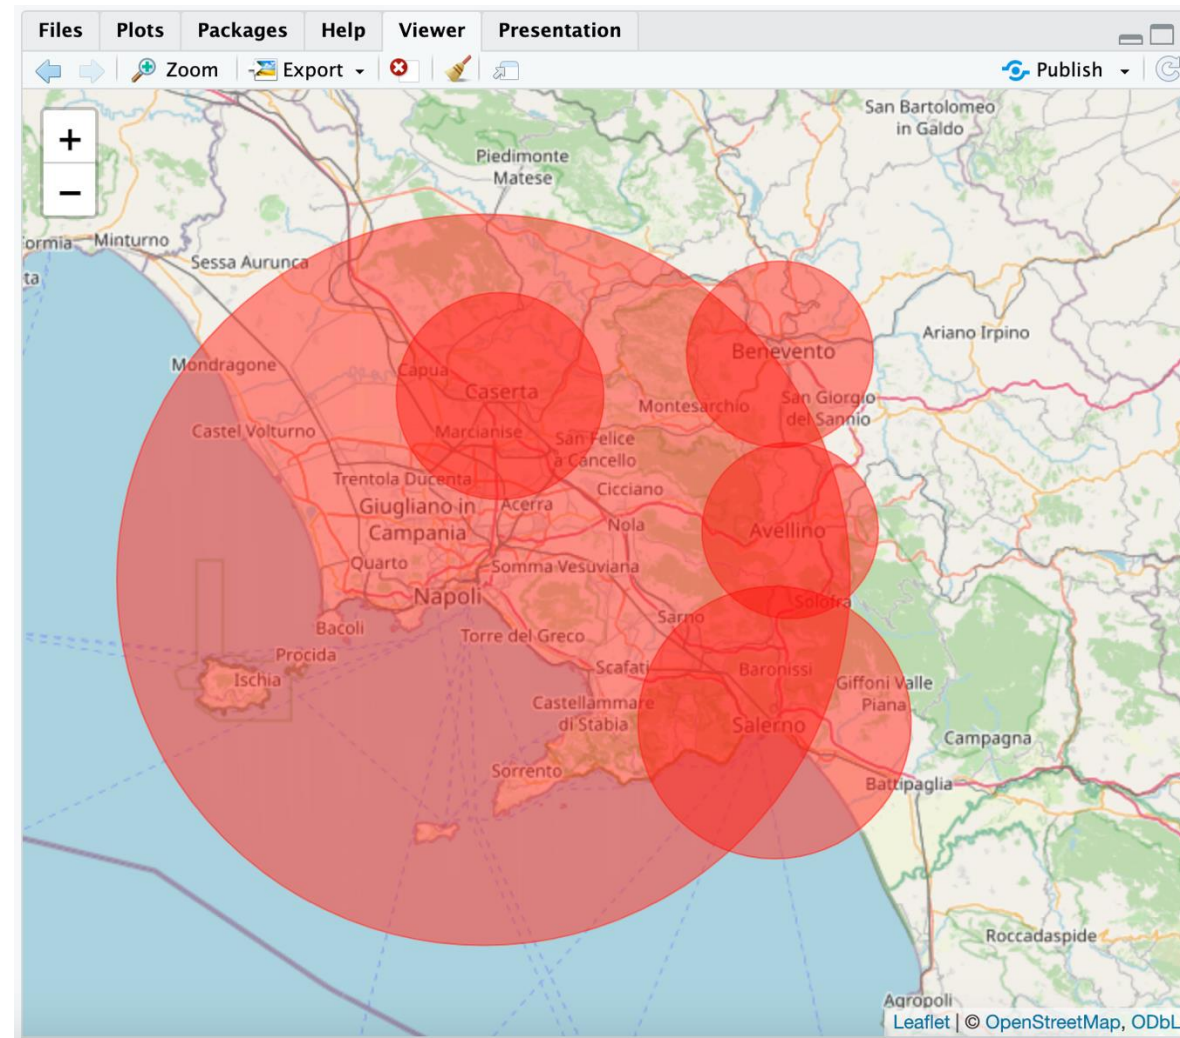 Files Plots Packages Help Viewer Presentation
Zoom Export Publish
San Bartolomeo
in Galdo
+
Piedimonte
Matese
−
ormia Minturno
Sessa Aurunca
ta
Ariano Irpino
Benevento
Mondragone
Capua
Caserta
San Giorgio
del Sannio
Montesarchio
Castel Volturno
Marcianise
San Felice
a Cancello
Trentola Ducenta
Cicciano
Giugliano in
Campania
Acerra
Nola
Avellino
Quarto
Somma Vesuviana
Napoli
Solofra
Sarno
Bacoli
Torre del Greco
Procida
Scafati
Baronissi
Ischia
Giffoni Valle
Piana
Castellammare
di Stabia
Salerno
Campagna
Sorrento
Battipaglia
Roccadaspide
Agropoli
Leaflet | © OpenStreetMap, ODbL